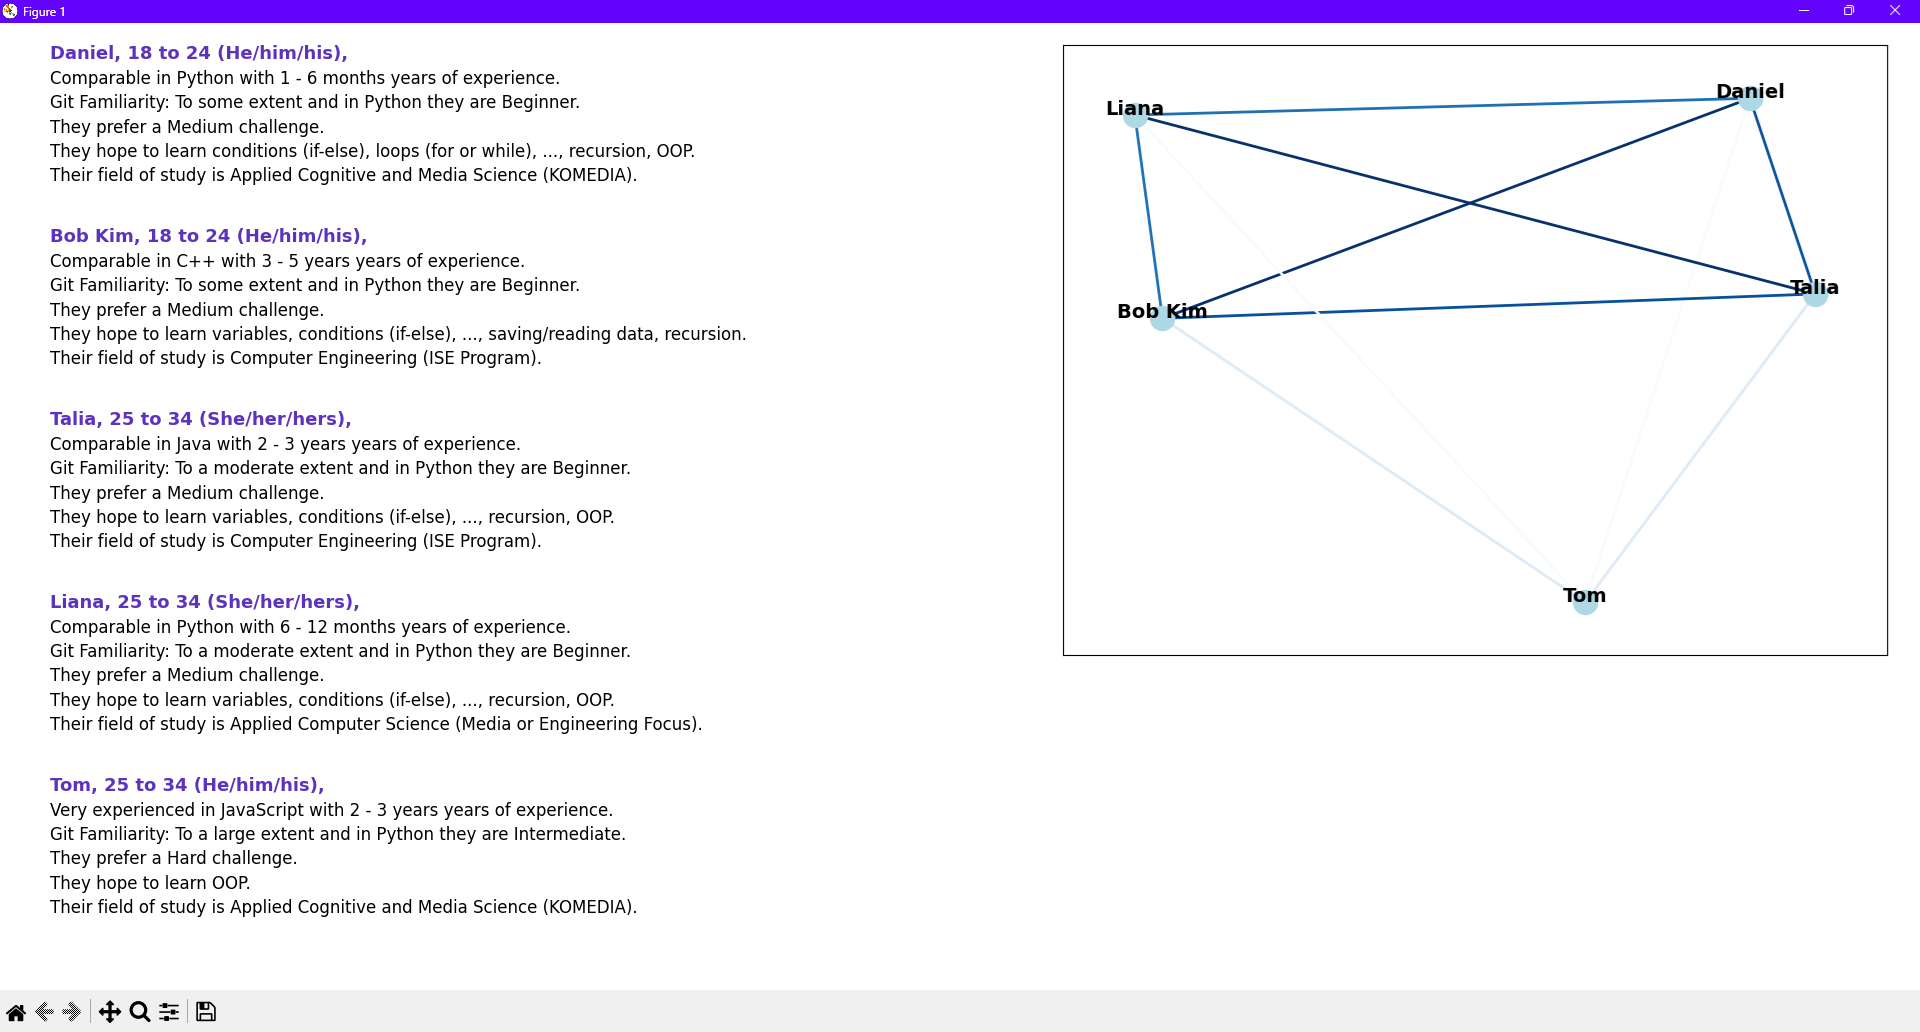 Figure 1
Daniel, 18 to 24 (He/him/his),
Comparable in Python with 1 - 6 months years of experience.
Git Familiarity: To some extent and in Python they are Beginner.
They prefer a Medium challenge.
They hope to learn conditions (if-else), loops (for or while), ..., recursion, OOP.
Their field of study is Applied Cognitive and Media Science (KOMEDIA).
Bob Kim, 18 to 24 (He/him/his),
Comparable in C++ with 3 - 5 years years of experience.
Git Familiarity: To some extent and in Python they are Beginner.
They prefer a Medium challenge.
They hope to learn variables, conditions (if-else), ..., saving/reading data, recursion.
Their field of study is Computer Engineering (ISE Program).
Talia, 25 to 34 (She/her/hers),
Comparable in Java with 2 - 3 years years of experience.
Git Familiarity: To a moderate extent and in Python they are Beginner.
They prefer a Medium challenge.
They hope to learn variables, conditions (if-else), ..., recursion, OOP.
Their field of study is Computer Engineering (ISE Program).
Liana, 25 to 34 (She/her/hers),
Comparable in Python with 6 - 12 months years of experience.
Git Familiarity: To a moderate extent and in Python they are Beginner.
They prefer a Medium challenge.
They hope to learn variables, conditions (if-else), ..., recursion, OOP.
Their field of study is Applied Computer Science (Media or Engineering Focus).
Tom, 25 to 34 (He/him/his),
Very experienced in JavaScript with 2 - 3 years years of experience.
Git Familiarity: To a large extent and in Python they are Intermediate.
They prefer a Hard challenge.
They hope to learn OOP.
Their field of study is Applied Cognitive and Media Science (KOMEDIA).
Daniel
Liana
Talia
Bob Kim
Tom